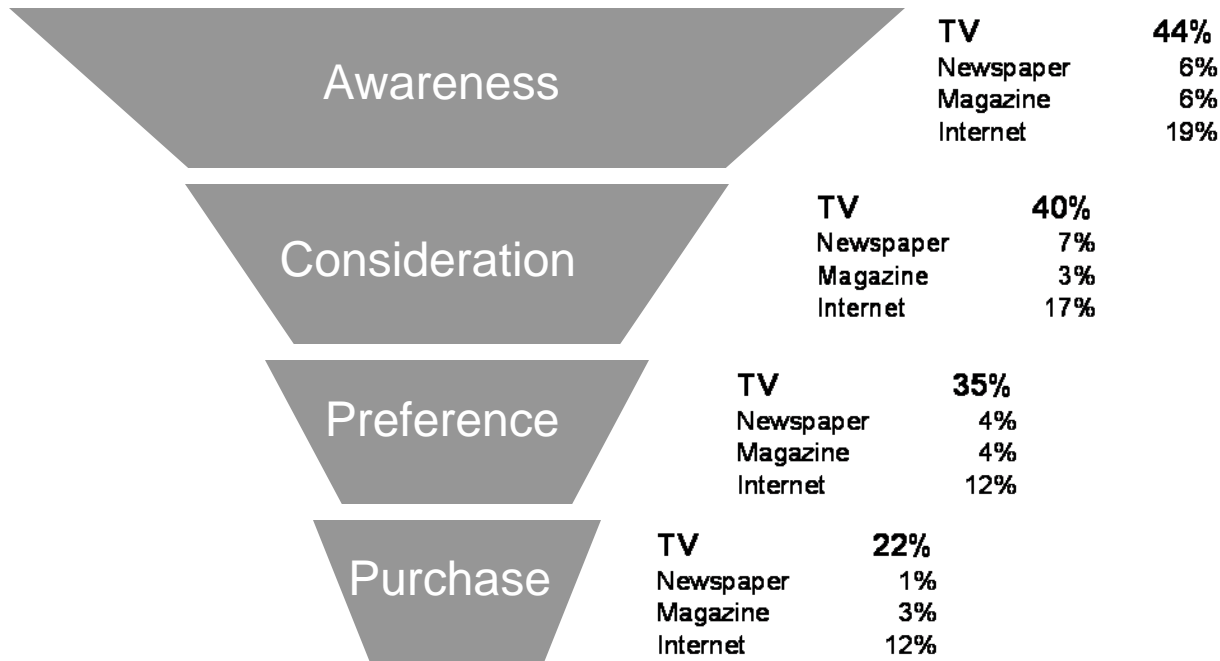 Awareness
TV 44%
Newspaper 6%
Magazine 6%
Internet 19%
Consideration
TV 40%
Newspaper 7%
Magazine 3%
Internet 17%
Preference
TV 35%
Newspaper 4%
Magazine 4%
Internet 12%
Purchase
TV 22%
Newspaper 1%
Magazine 3%
Internet 12%